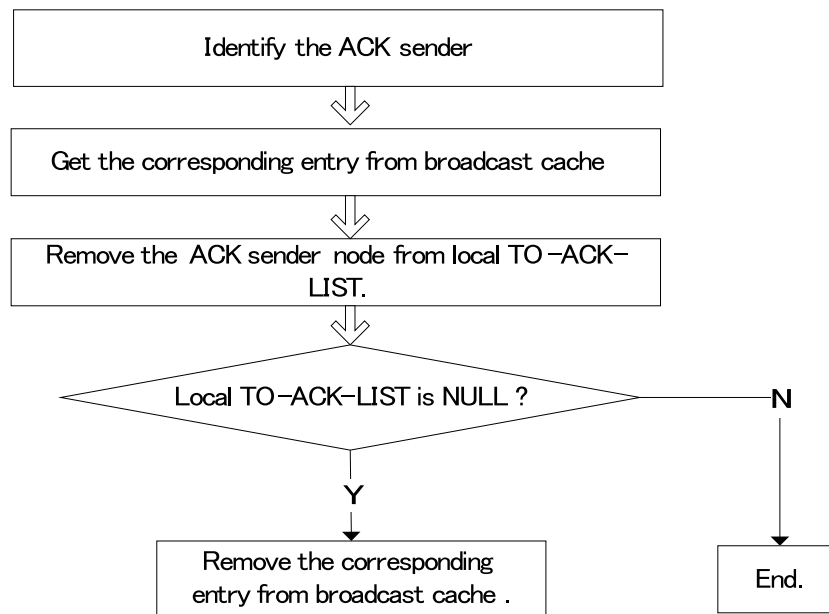 Identify the ACK sender
Get the corresponding entry from broadcast cache
Remove the ACK sender node from local TO-ACK-
LIST.
Local TO-ACK-LIST is NULL ?
N
Y
Remove the corresponding
entry from broadcast cache .
End.